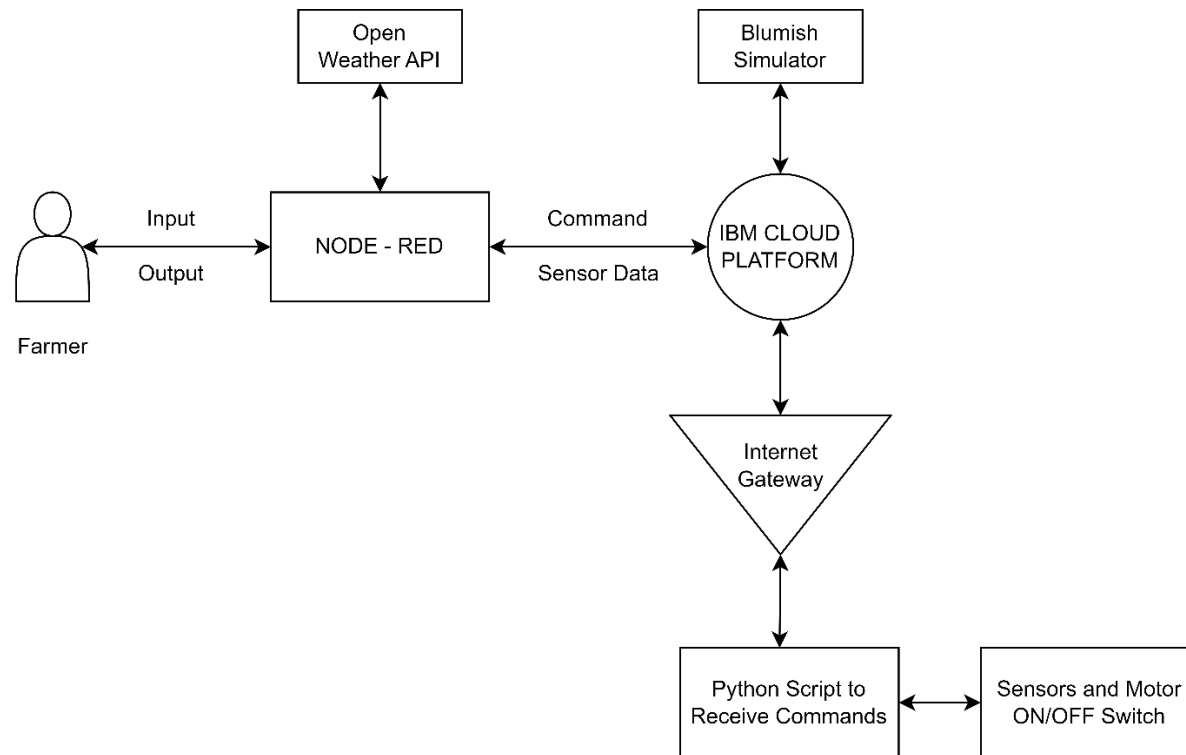 Open
Weather API
Blumish
Simulator
Input
Output
NODE - RED
Command
Sensor Data
IBM CLOUD
PLATFORM
Farmer
Internet
Gateway
Python Script to
Receive Commands
Sensors and Motor
ON/OFF Switch